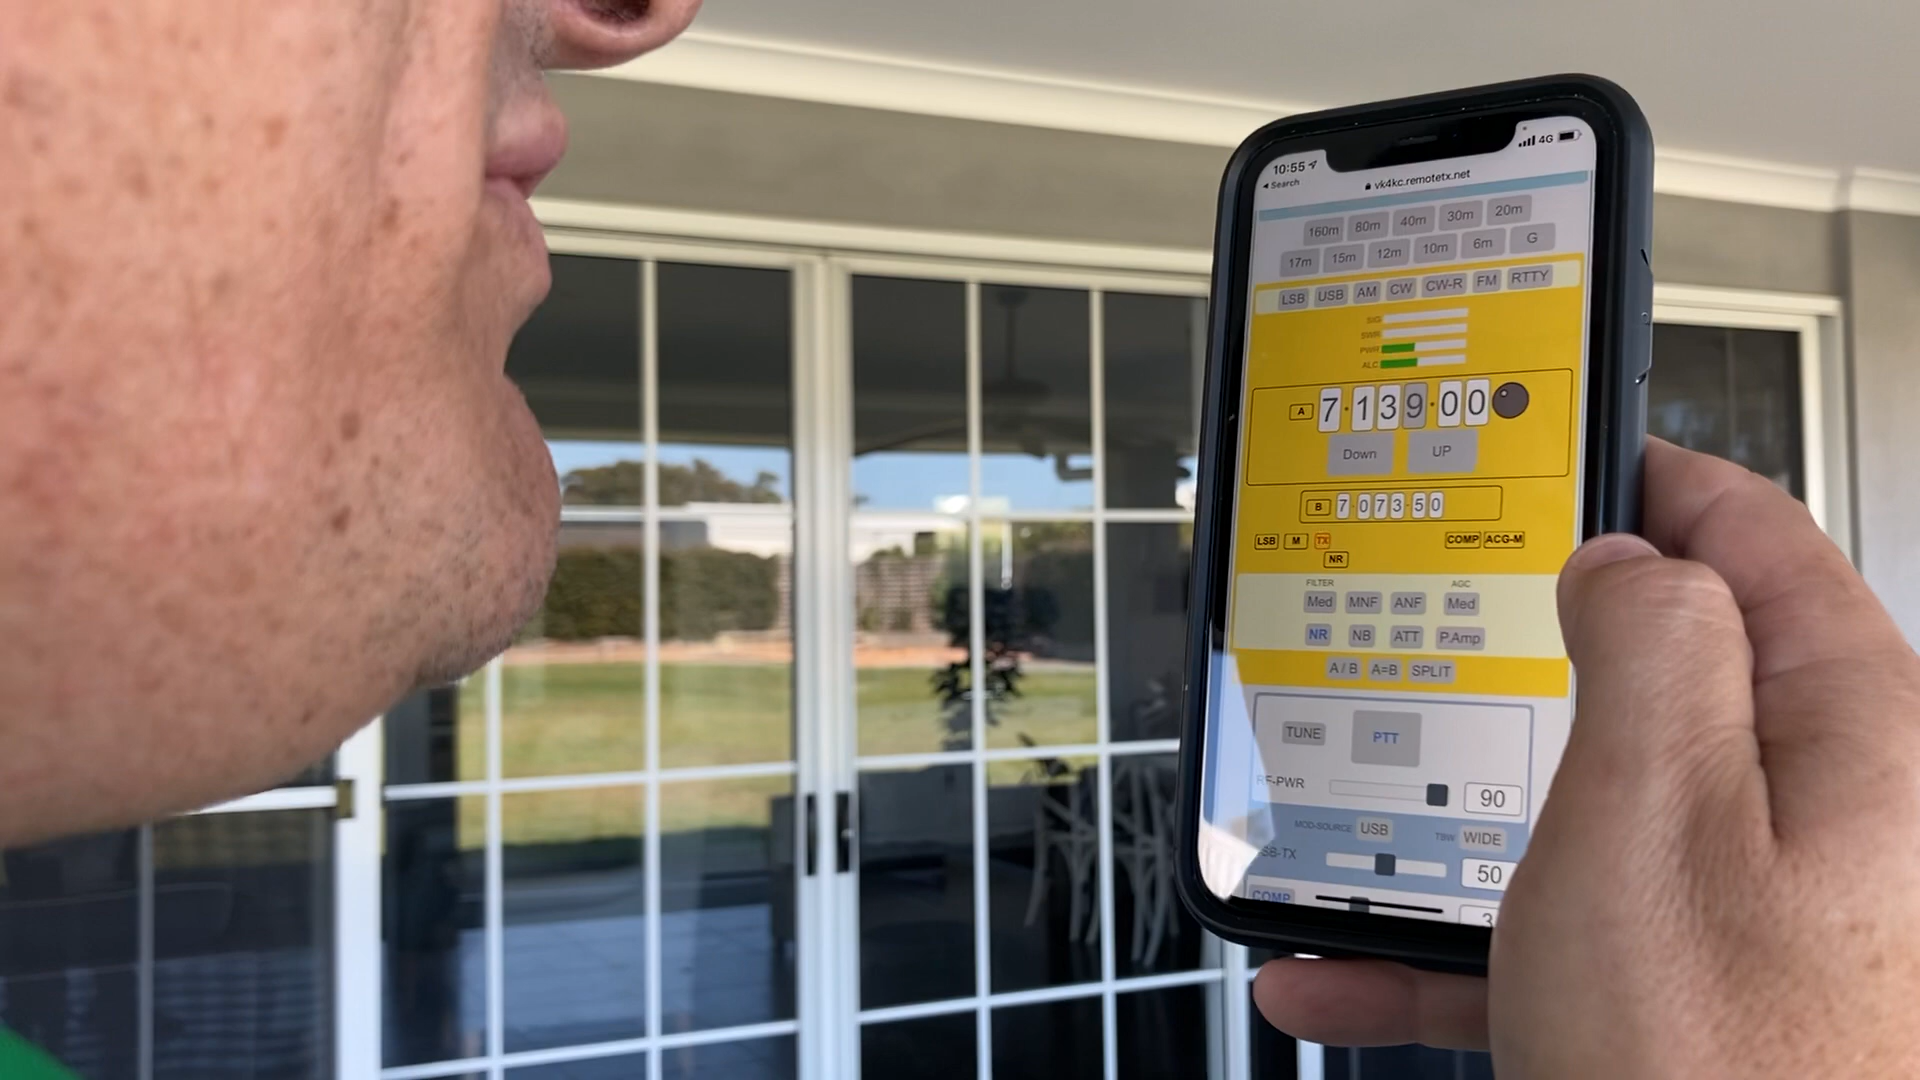 10:55 4G
Search
vk4kc.remotetx.net
160m 80m 40m 30m 20m
17m 15m 12m 10m 6m G
LSB USB AM CW CW-R FM RTTY
SIG
SWR
PWR
ALC
A 7·139·00
Down UP
B 7·073·50
LSB M TX COMP ACG-M
NR
FILTER AGC
Med MNF ANF Med
NR NB ATT P.Amp
A / B A=B SPLIT
TUNE PTT
RF-PWR 90
MOD-SOURCE USB TBW WIDE
SB-TX 50
COMP 3